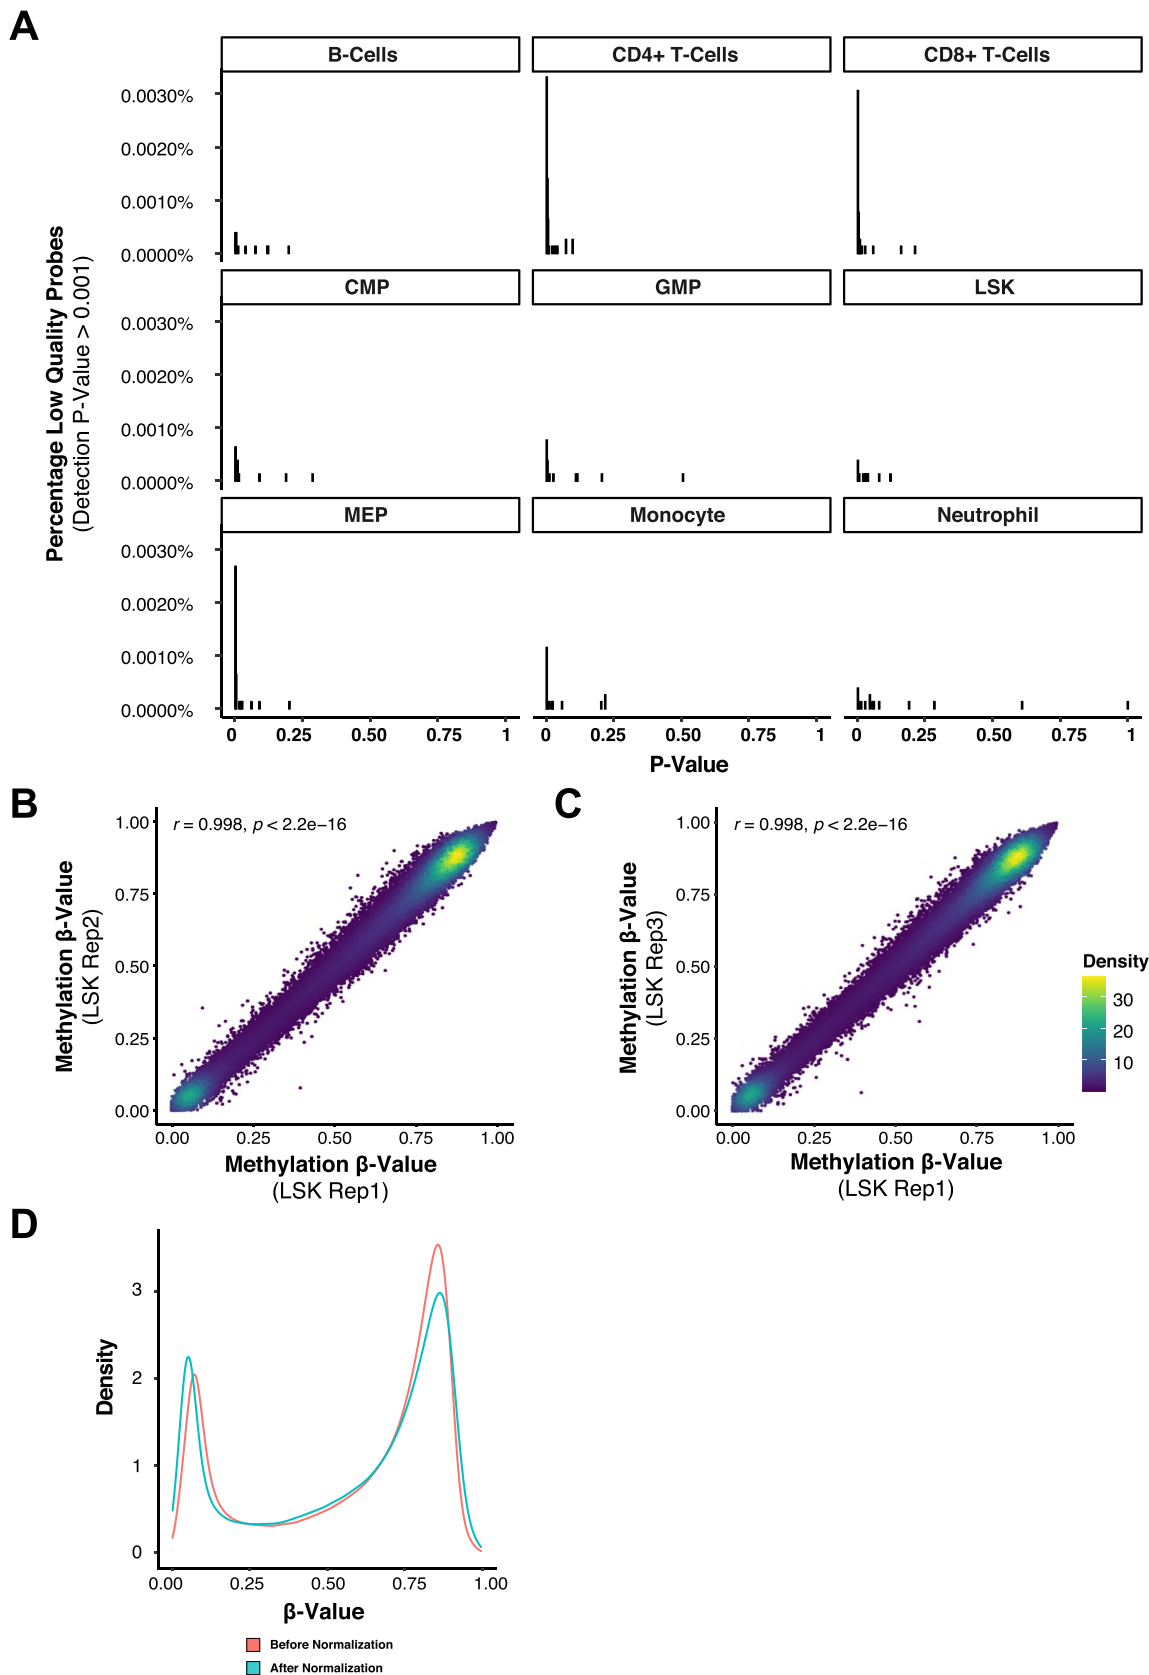 A
B-Cells
CD4+ T-Cells
CD8+ T-Cells
0.0030%
0.0020%
0.0010%
0.0000%
CMP
GMP
LSK
0.0030%
0.0020%
0.0010%
0.0000%
MEP
Monocyte
Neutrophil
0.0030%
0.0020%
0.0010%
0.0000%
Percentage Low Quality Probes
(Detection P-Value > 0.001)
0 0.25 0.50 0.75 1
0 0.25 0.50 0.75 1
0 0.25 0.50 0.75 1
P-Value
B
r = 0.998, p < 2.2e−16
1.00
0.75
0.50
0.25
0.00
Methylation β-Value
(LSK Rep2)
0.00 0.25 0.50 0.75 1.00
Methylation β-Value
(LSK Rep1)
C
r = 0.998, p < 2.2e−16
1.00
0.75
0.50
0.25
0.00
Methylation β-Value
(LSK Rep3)
0.00 0.25 0.50 0.75 1.00
Methylation β-Value
(LSK Rep1)
Density
30
20
10
D
3
2
1
0
Density
0.00 0.25 0.50 0.75 1.00
β-Value
Before Normalization
After Normalization